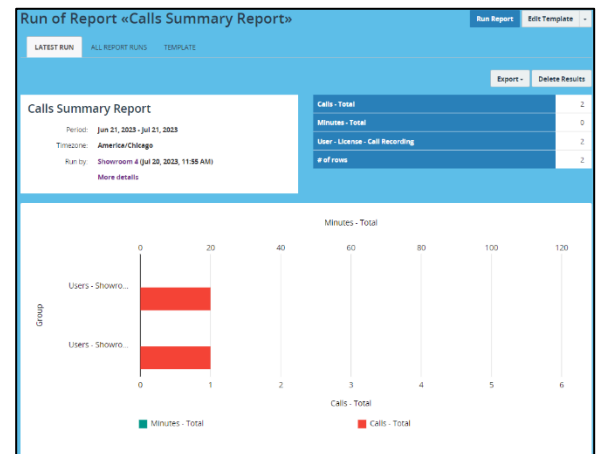 Run of Report «Calls Summary Report»
Run Report
Edit Template
LATEST RUN
ALL REPORT RUNS
TEMPLATE
Export
Delete Results
Calls Summary Report
Period: Jun 21, 2023 - Jul 21, 2023
Timezone: America/Chicago
Run by: Showroom 4 (Jul 20, 2023, 11:55 AM)
More details
Calls - Total 2
Minutes - Total 0
User - License - Call Recording 2
# of rows 2
Minutes - Total
0 20 40 60 80 100 120
Group
Users - Showro...
Users - Showro...
0 1 2 3 4 5 6
Calls - Total
Minutes - Total
Calls - Total